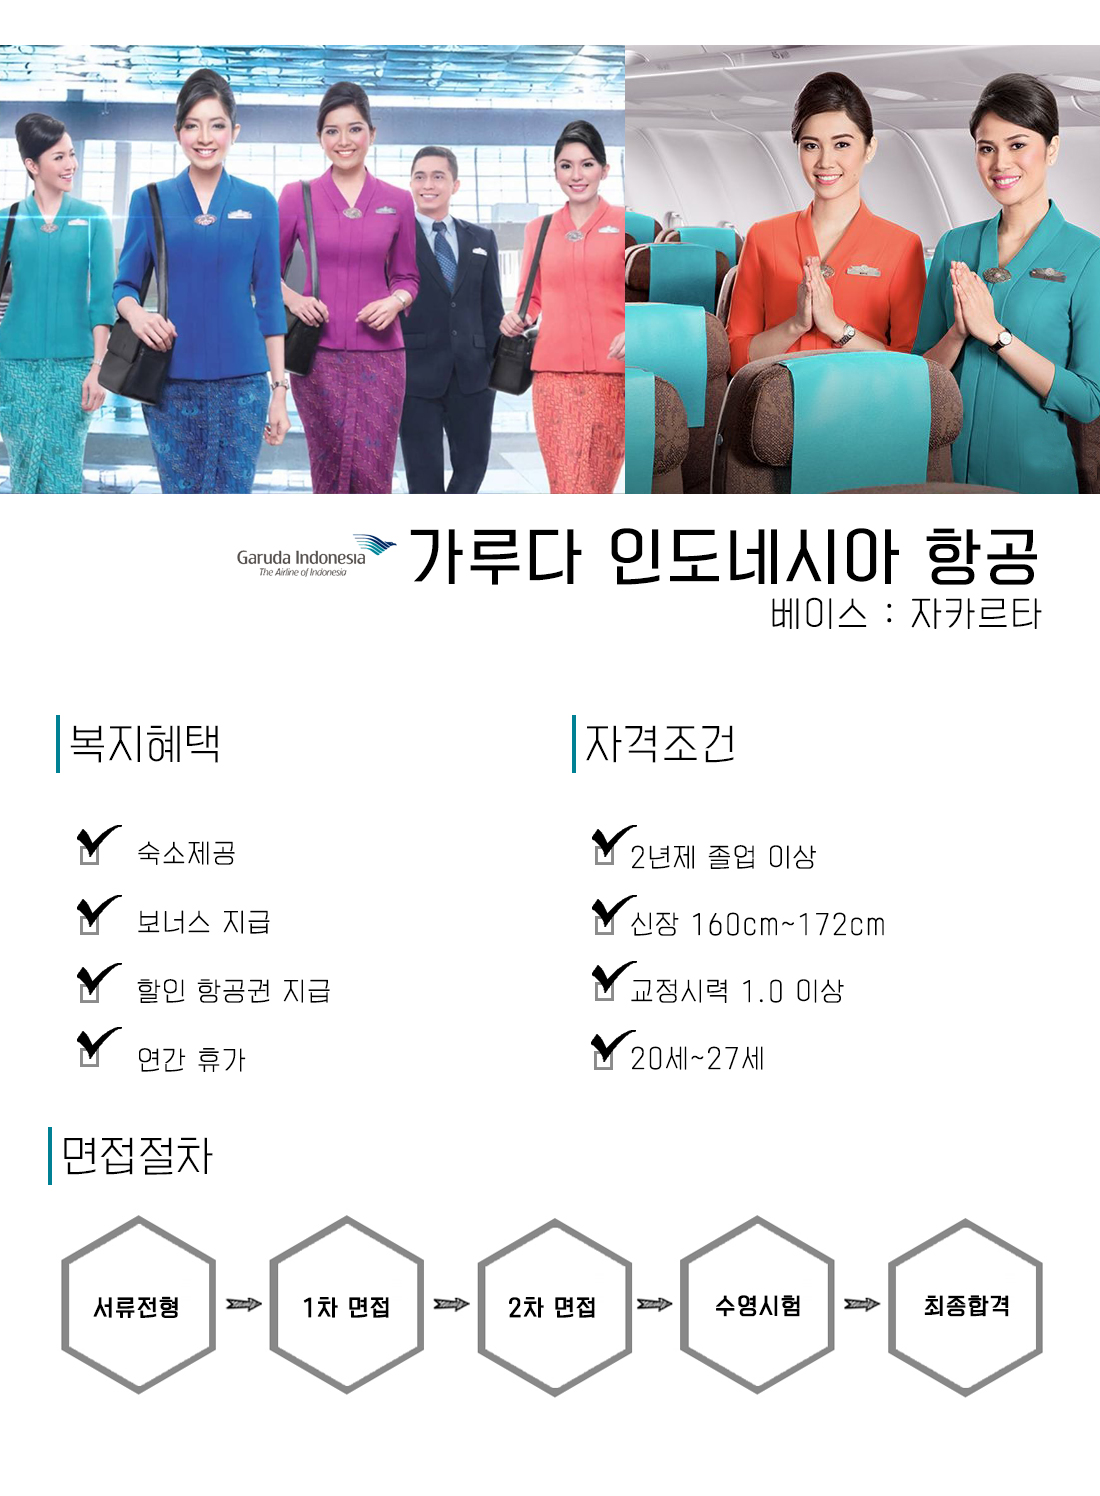 Garuda Indonesia
The Airline of Indonesia
가루다 인도네시아 항공
베이스 : 자카르타
복지혜택
숙소제공
보너스 지급
할인 항공권 지급
연간 휴가
자격조건
2년제 졸업 이상
신장 160cm~172cm
교정시력 1.0 이상
20세~27세
면접절차
서류전형
1차 면접
2차 면접
수영시험
최종합격